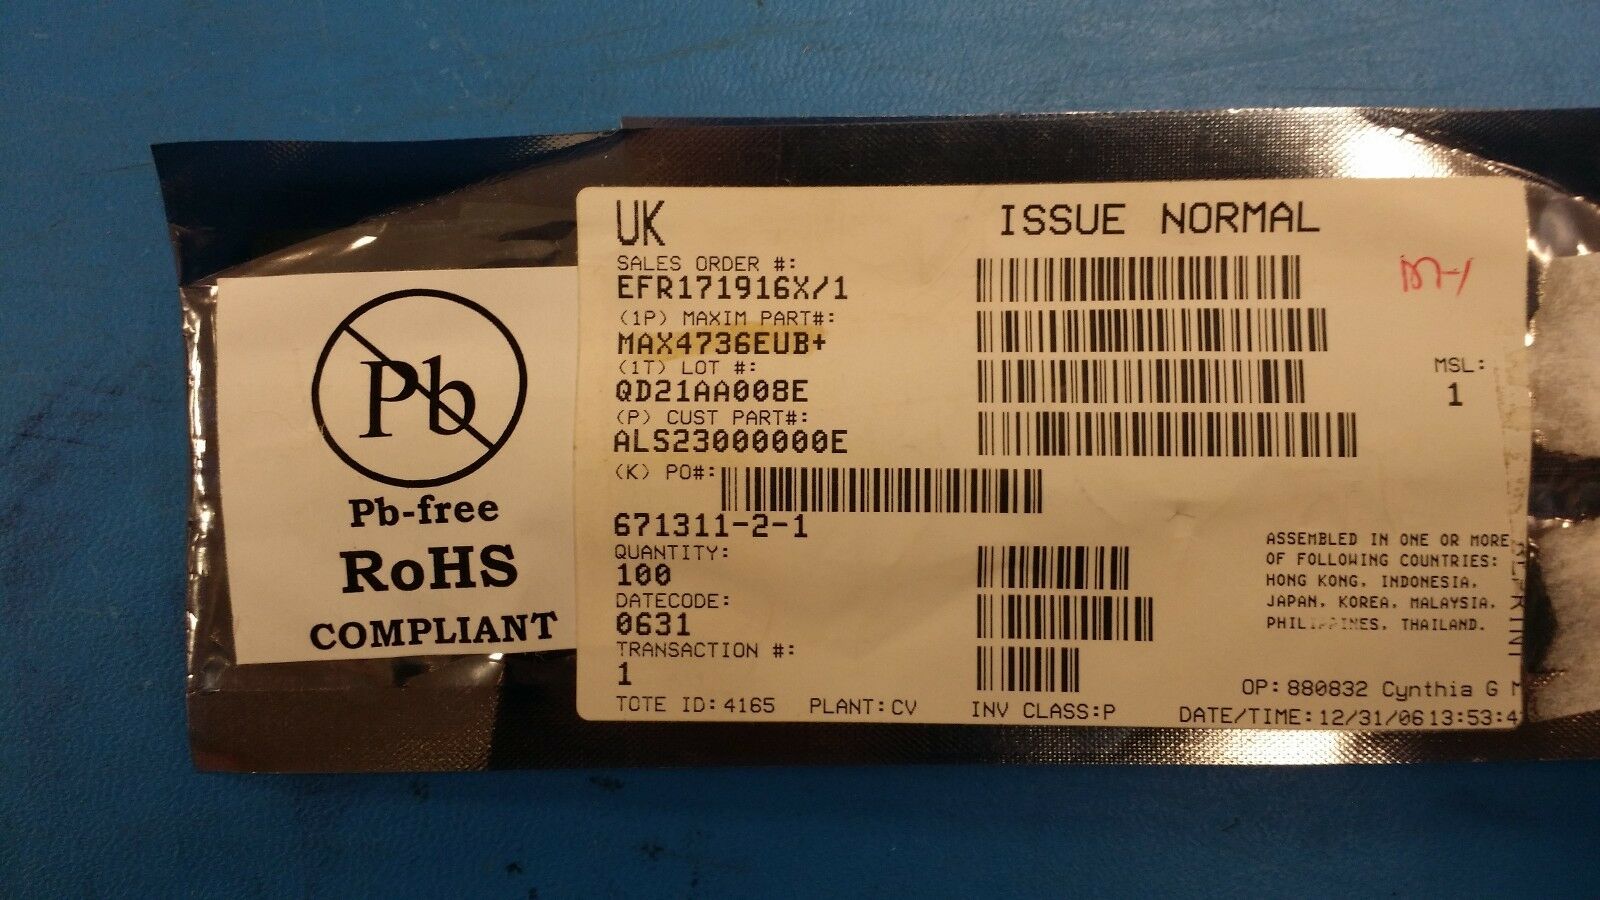 Pb
Pb-free
RoHS
COMPLIANT
UK
ISSUE NORMAL
SALES ORDER #:
EFR171916X/1
(1P) MAXIM PART#:
MAX4736EUB+
(1T) LOT #:
QD21AA008E
MSL:
1
(P) CUST PART#:
ALS23000000E
(K) PO#:
671311-2-1
QUANTITY:
100
DATECODE:
0631
TRANSACTION #:
1
ASSEMBLED IN ONE OR MORE
OF FOLLOWING COUNTRIES:
HONG KONG, INDONESIA,
JAPAN, KOREA, MALAYSIA,
PHILIPPINES, THAILAND.
OP: 880832 Cynthia G
TOTE ID: 4165 PLANT: CV INV CLASS:P DATE/TIME: 12/31/06 13:53:4